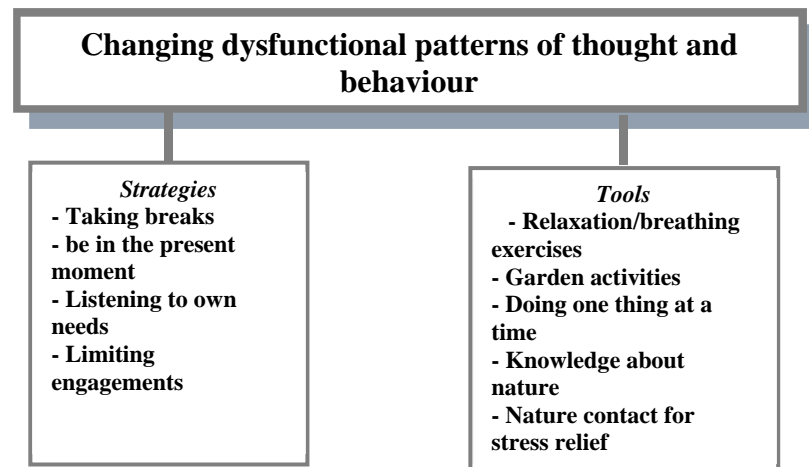 Changing dysfunctional patterns of thought and
behaviour
Strategies
- Taking breaks
- be in the present
moment
- Listening to own
needs
- Limiting
engagements
Tools
- Relaxation/breathing
exercises
- Garden activities
- Doing one thing at a
time
- Knowledge about
nature
- Nature contact for
stress relief